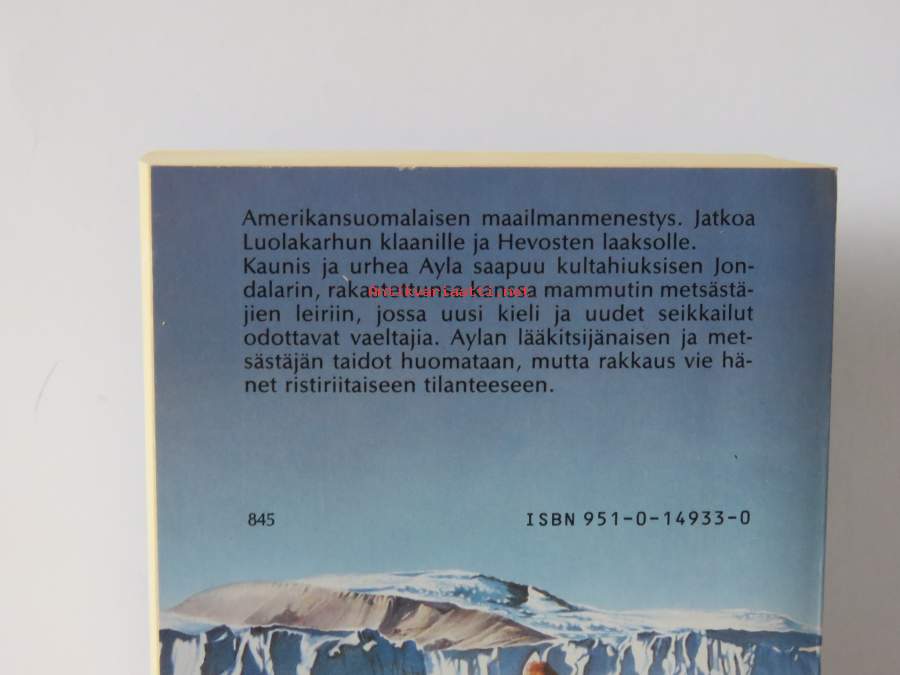 Amerikansuomalaisen maailmanmenestys. Jatkoa
Luolakarhun klaanille ja Hevosten laaksolle.
Kaunis ja urhea Ayla saapuu kultahiuksisen Jon-
dalarin, rakastettunsa kanssa mammutin metsästä-
jien leiriin, jossa uusi kieli ja uudet seikkailut
odottavat vaeltajia. Aylan lääkitsijänaisen ja met-
sästäjän taidot huomataan, mutta rakkaus vie hä-
net ristiriitaiseen tilanteeseen.
Antikvariaatti.net
845 ISBN 951-0-14933-0